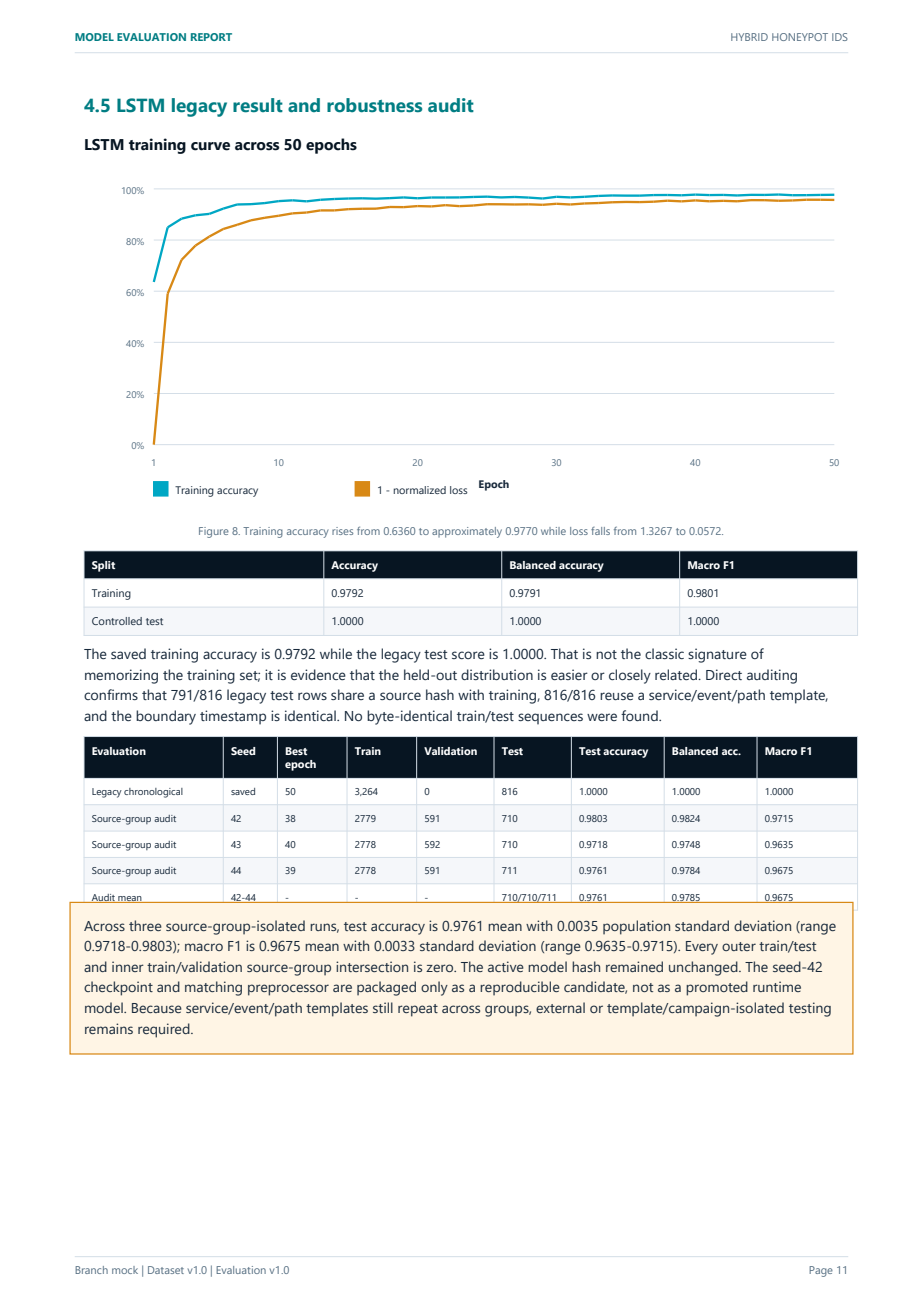 MODEL EVALUATION REPORT
HYBRID HONEYPOT IDS
4.5 LSTM legacy result and robustness audit
LSTM training curve across 50 epochs
100%
80%
60%
40%
20%
0%
1 10 20 30 40 50
Epoch
Training accuracy 1 - normalized loss
Figure 8. Training accuracy rises from 0.6360 to approximately 0.9770 while loss falls from 1.3267 to 0.0572.
Split Accuracy Balanced accuracy Macro F1
Training 0.9792 0.9791 0.9801
Controlled test 1.0000 1.0000 1.0000
The saved training accuracy is 0.9792 while the legacy test score is 1.0000. That is not the classic signature of
memorizing the training set; it is evidence that the held-out distribution is easier or closely related. Direct auditing
confirms that 791/816 legacy test rows share a source hash with training, 816/816 reuse a service/event/path template,
and the boundary timestamp is identical. No byte-identical train/test sequences were found.
Evaluation Seed Best epoch Train Validation Test Test accuracy Balanced acc. Macro F1
Legacy chronological saved 50 3,264 0 816 1.0000 1.0000 1.0000
Source-group audit 42 38 2779 591 710 0.9803 0.9824 0.9715
Source-group audit 43 40 2778 592 710 0.9718 0.9748 0.9635
Source-group audit 44 39 2778 591 711 0.9761 0.9784 0.9675
Audit mean 42-44 - - - 710/710/711 0.9761 0.9785 0.9675
Across three source-group-isolated runs, test accuracy is 0.9761 mean with 0.0035 population standard deviation (range
0.9718-0.9803); macro F1 is 0.9675 mean with 0.0033 standard deviation (range 0.9635-0.9715). Every outer train/test
and inner train/validation source-group intersection is zero. The active model hash remained unchanged. The seed-42
checkpoint and matching preprocessor are packaged only as a reproducible candidate, not as a promoted runtime
model. Because service/event/path templates still repeat across groups, external or template/campaign-isolated testing
remains required.
Branch mock | Dataset v1.0 | Evaluation v1.0
Page 11